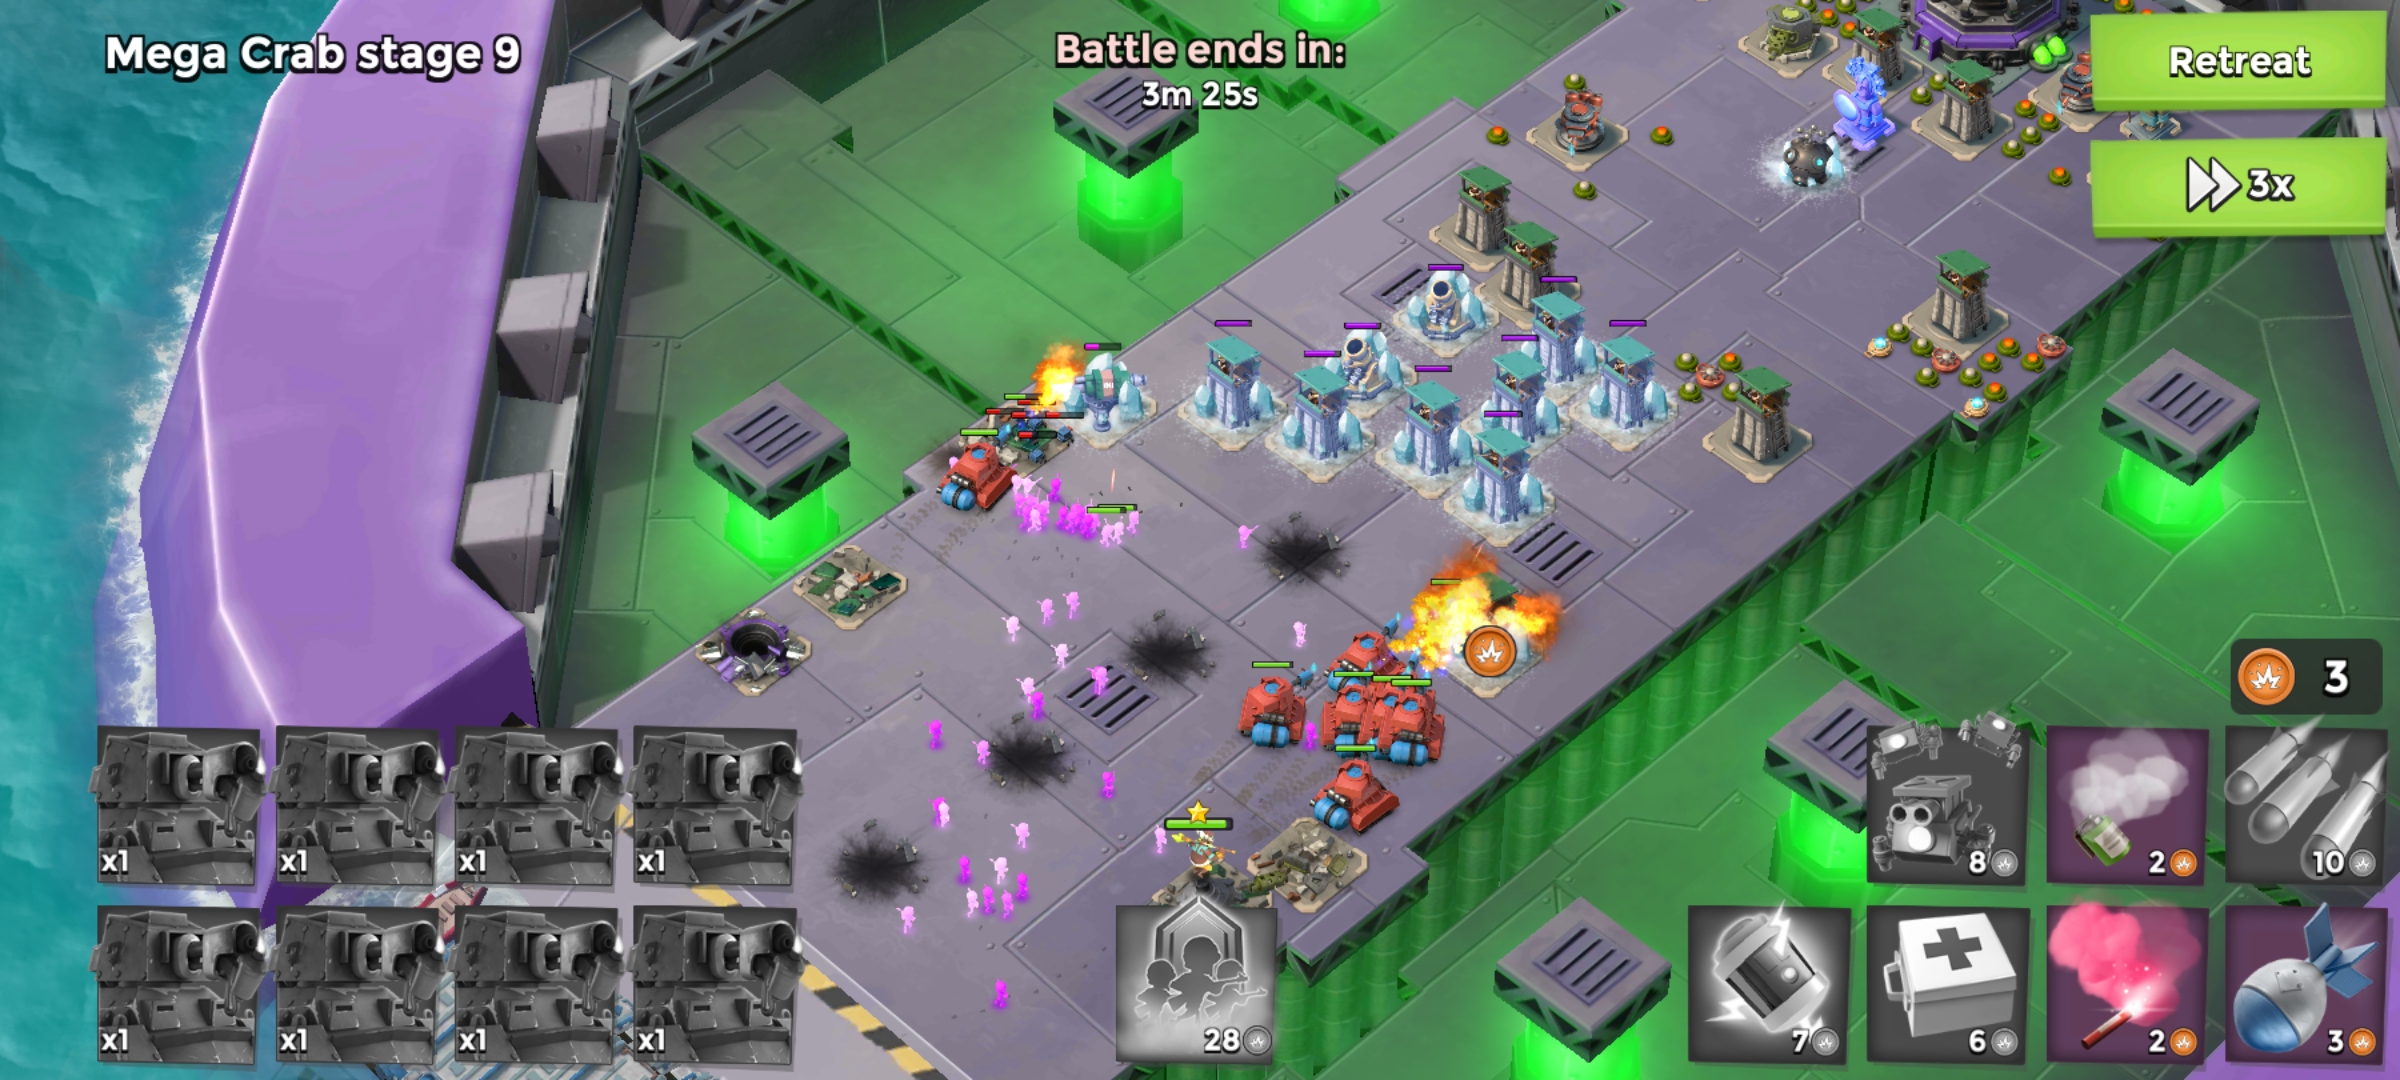 Mega Crab stage 9
Battle ends in:
3m 25s
Retreat
3x
3
x1
x1
x1
x1
8
2
10
x1
x1
x1
x1
28
7
6
2
3